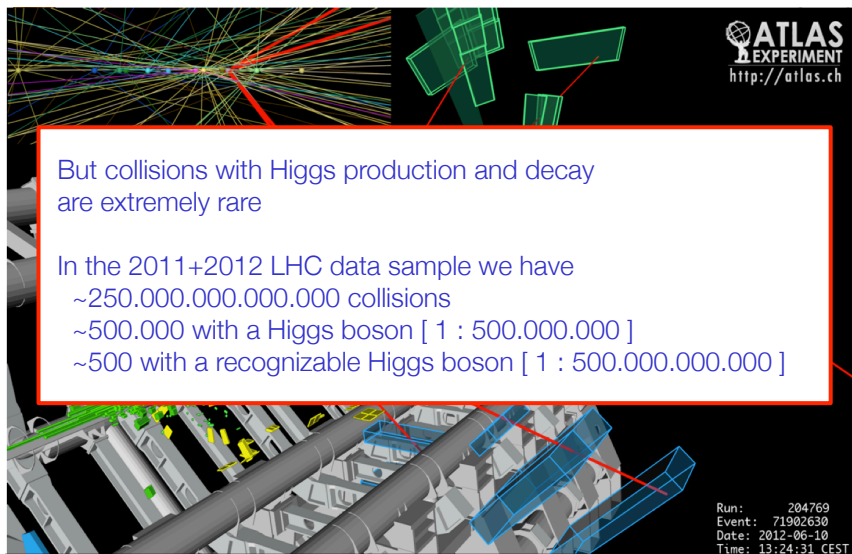 ATLAS
EXPERIMENT
http://atlas.ch
But collisions with Higgs production and decay
are extremely rare
In the 2011+2012 LHC data sample we have
~250.000.000.000.000 collisions
~500.000 with a Higgs boson [ 1 : 500.000.000 ]
~500 with a recognizable Higgs boson [ 1 : 500.000.000.000 ]
Run: 204769
Event: 71902630
Date: 2012-06-10
Time: 13:24:31 CEST